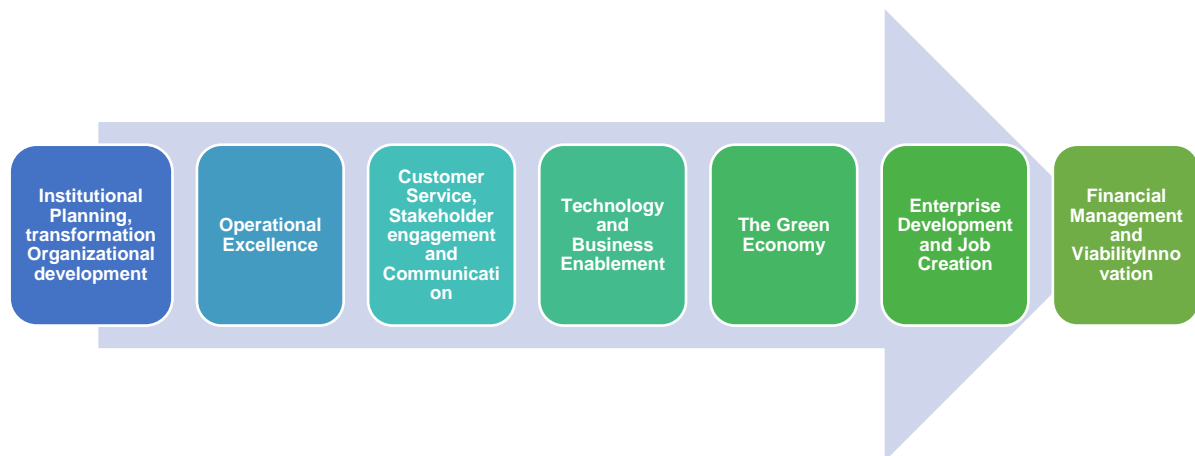 Institutional
Planning,
transformation
Organizational
development
Operational
Excellence
Customer
Service,
Stakeholder
engagement
and
Communicati
on
Technology
and
Business
Enablement
The Green
Economy
Enterprise
Development
and Job
Creation
Financial
Management
and
ViabilityInno
vation